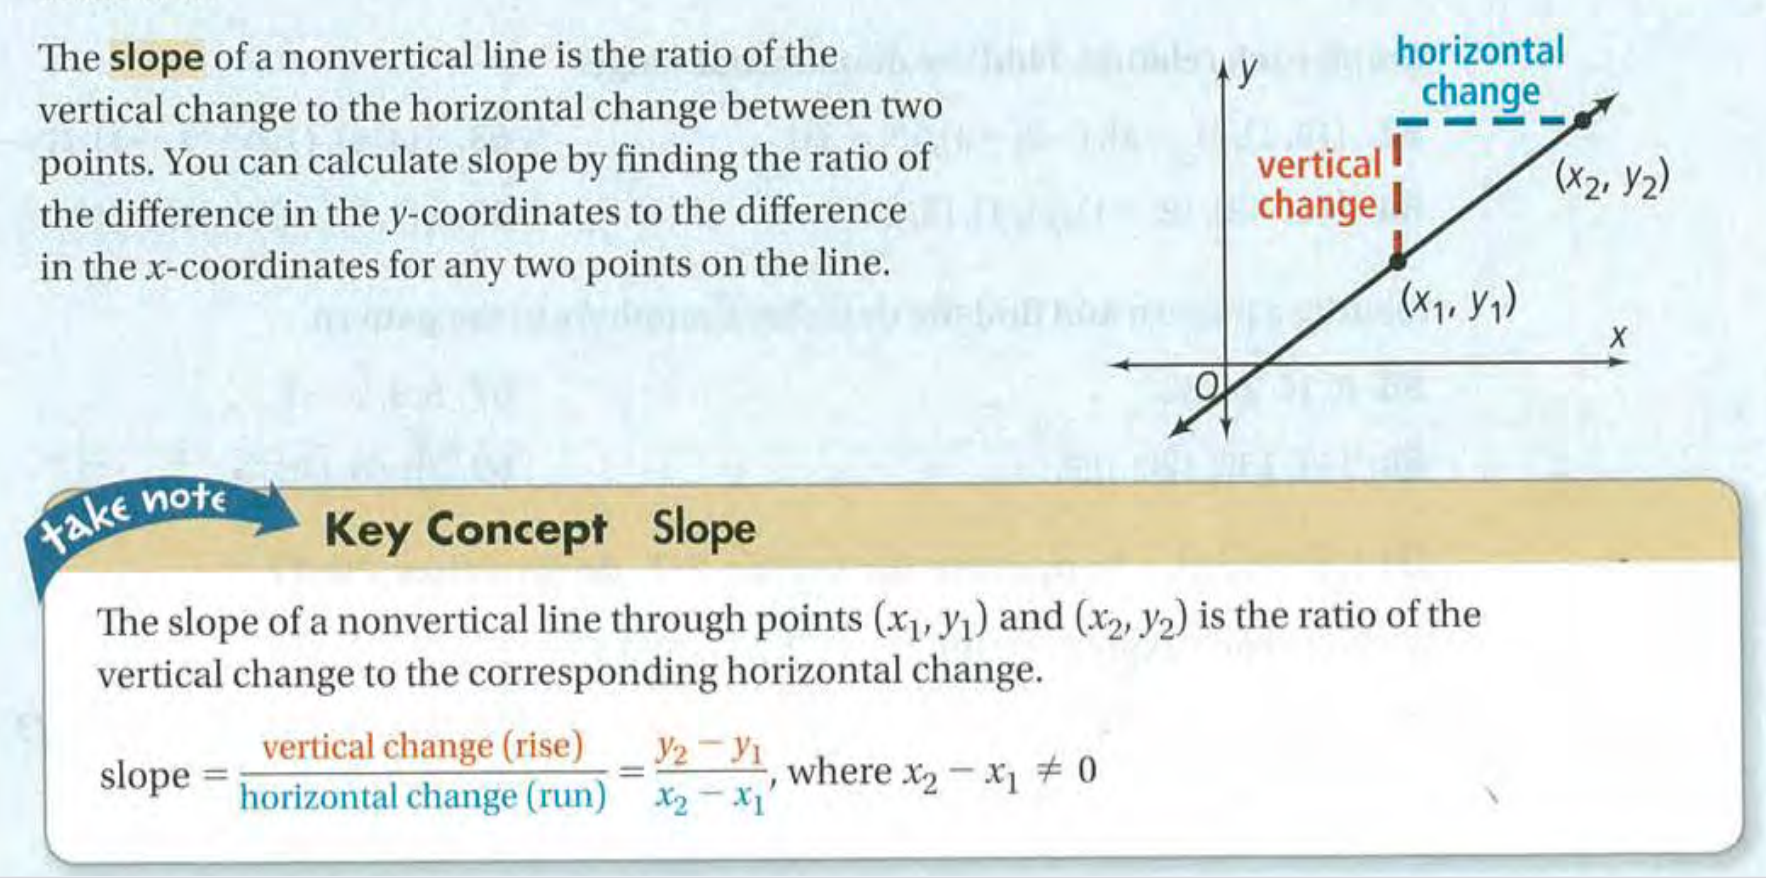 The slope of a nonvertical line is the ratio of the
vertical change to the horizontal change between two
points. You can calculate slope by finding the ratio of
the difference in the y-coordinates to the difference
in the x-coordinates for any two points on the line.
y
horizontal
change
vertical
change
(x₂, y₂)
(x₁, y₁)
x
O
take note
Key Concept Slope
The slope of a nonvertical line through points (x₁, y₁) and (x₂, y₂) is the ratio of the
vertical change to the corresponding horizontal change.
slope = vertical change (rise) / horizontal change (run) = y₂ − y₁ / x₂ − x₁, where x₂ − x₁ ≠ 0